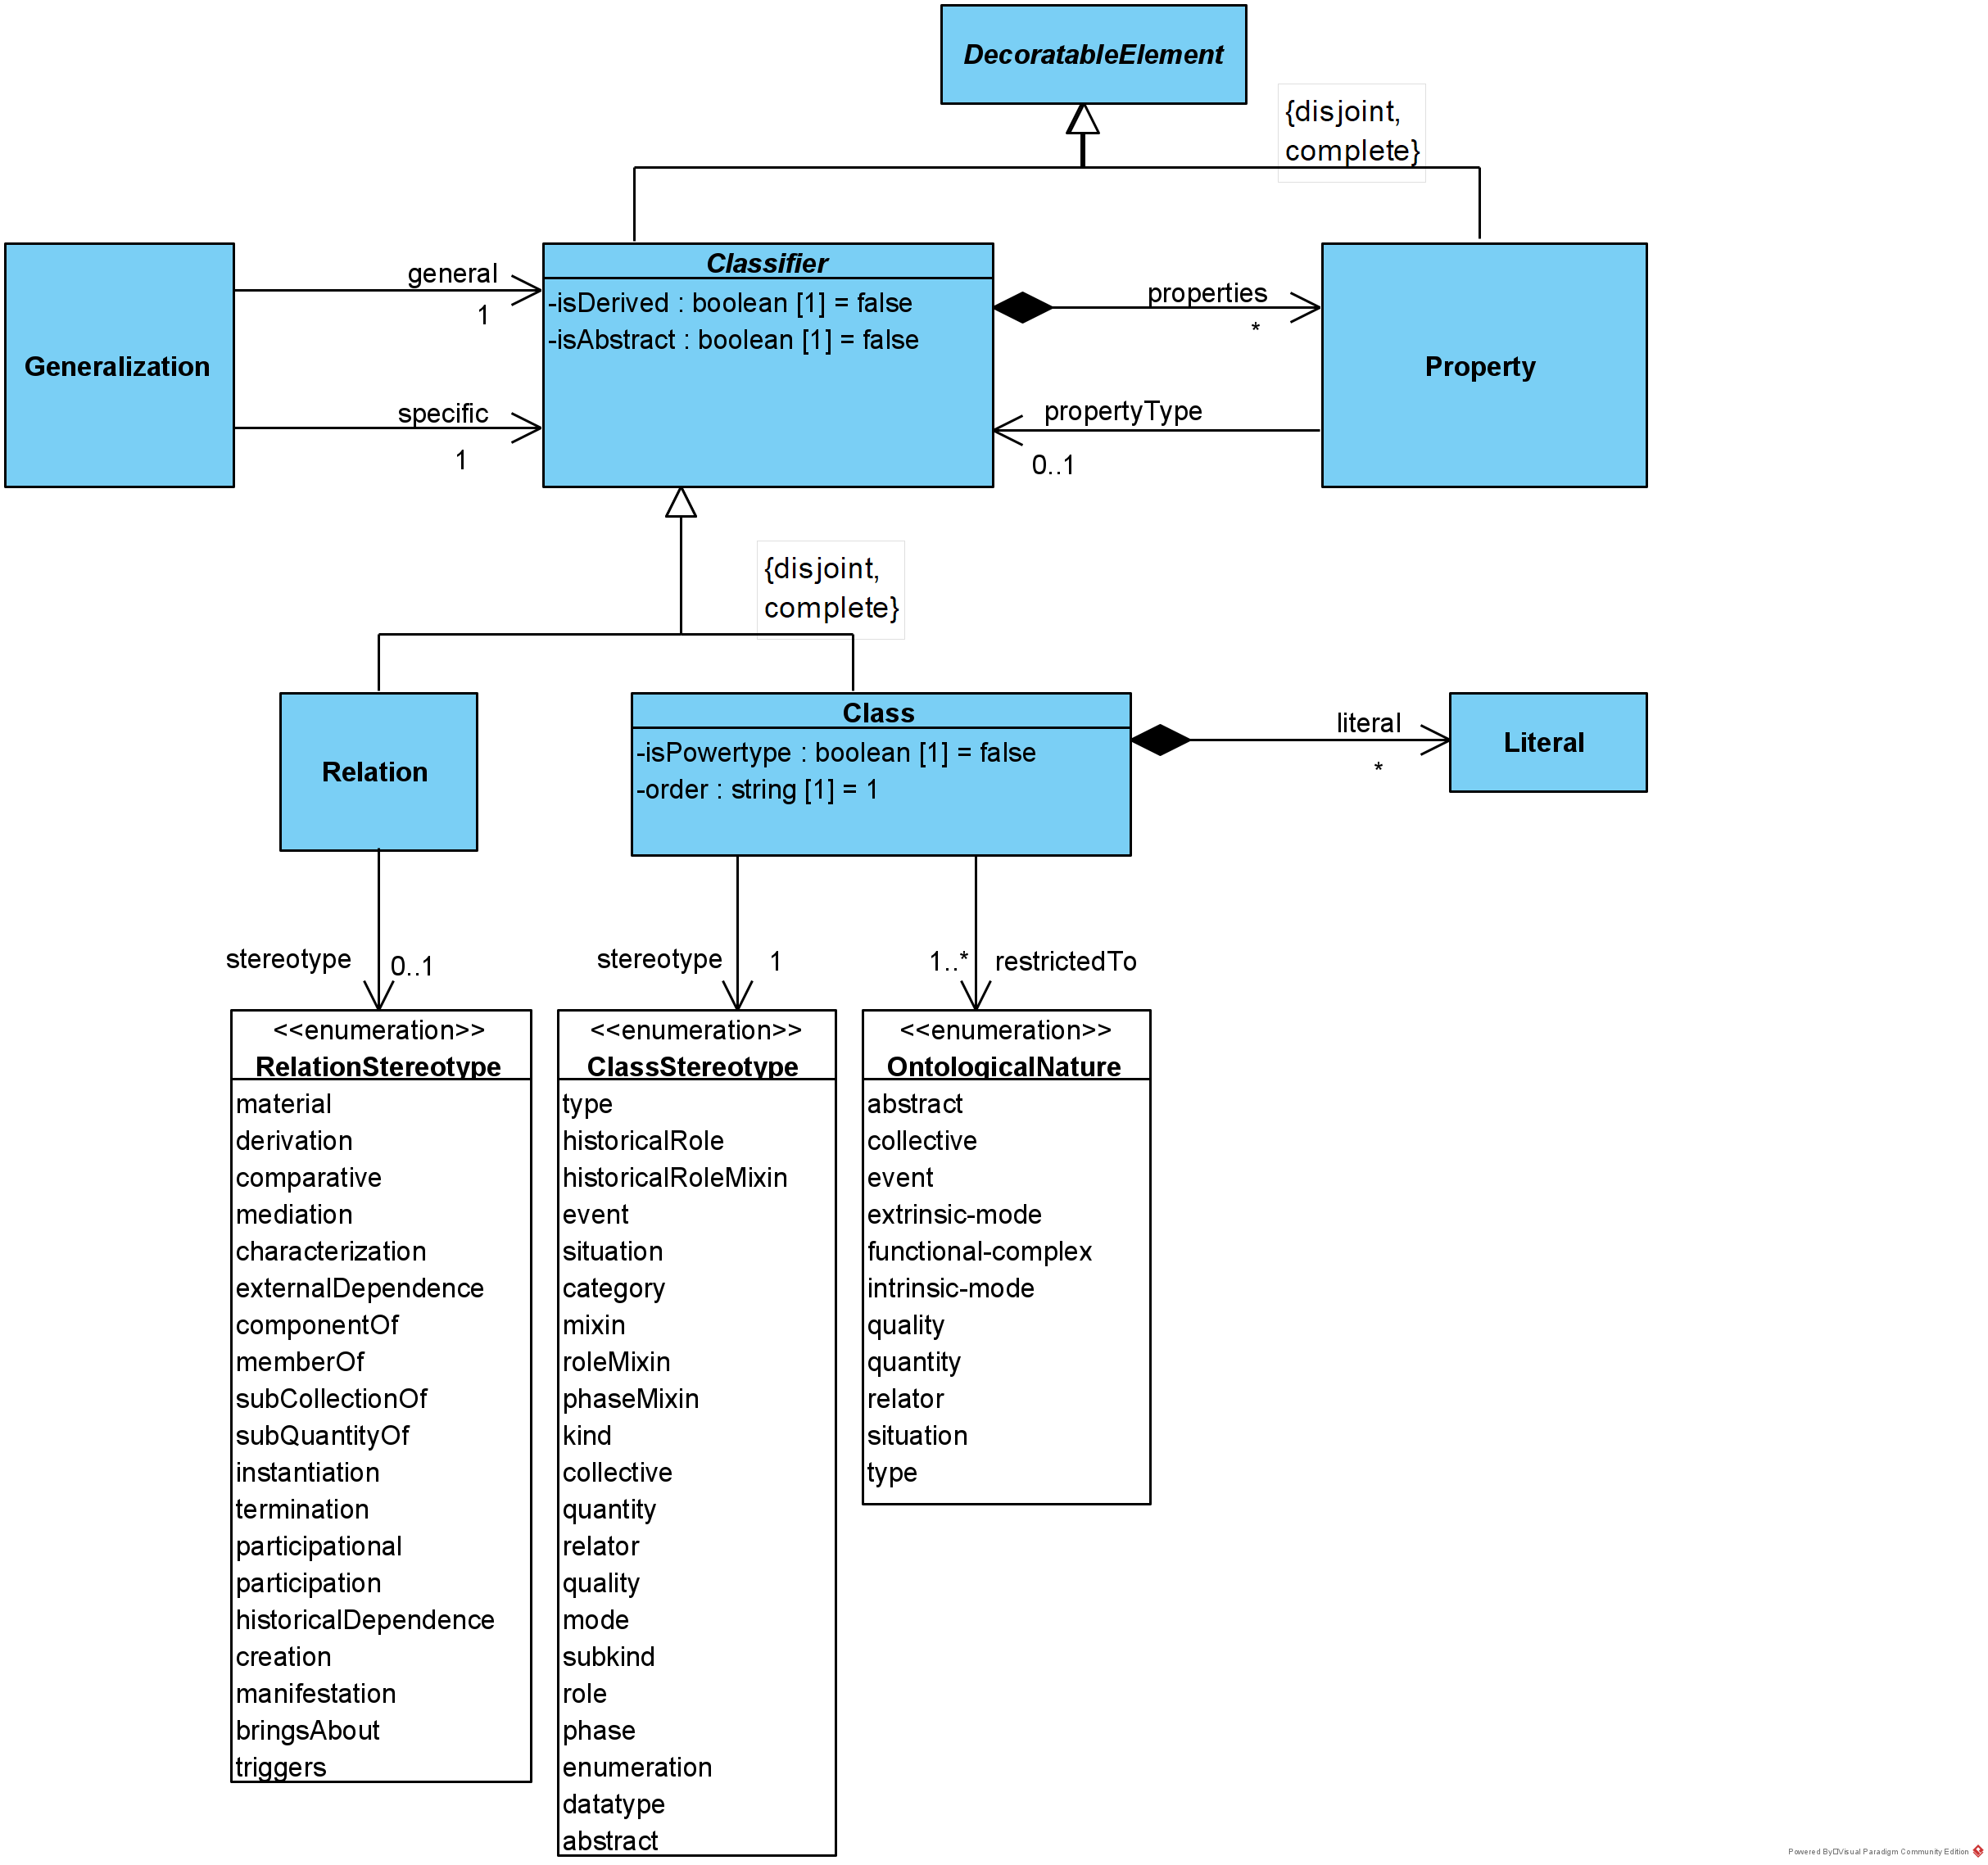 DecoratableElement
{disjoint,
complete}
Generalization
general
1
specific
1
Classifier
-isDerived : boolean [1] = false
-isAbstract : boolean [1] = false
properties
*
propertyType
0..1
Property
{disjoint,
complete}
Relation
Class
-isPowertype : boolean [1] = false
-order : string [1] = 1
literal
*
Literal
stereotype
0..1
stereotype
1
1..*
restrictedTo
<<enumeration>>
RelationStereotype
material
derivation
comparative
mediation
characterization
externalDependence
componentOf
memberOf
subCollectionOf
subQuantityOf
instantiation
termination
participational
participation
historicalDependence
creation
manifestation
bringsAbout
triggers
<<enumeration>>
ClassStereotype
type
historicalRole
historicalRoleMixin
event
situation
category
mixin
roleMixin
phaseMixin
kind
collective
quantity
relator
quality
mode
subkind
role
phase
enumeration
datatype
abstract
<<enumeration>>
OntologicalNature
abstract
collective
event
extrinsic-mode
functional-complex
intrinsic-mode
quality
quantity
relator
situation
type
Powered By□Visual Paradigm Community Edition